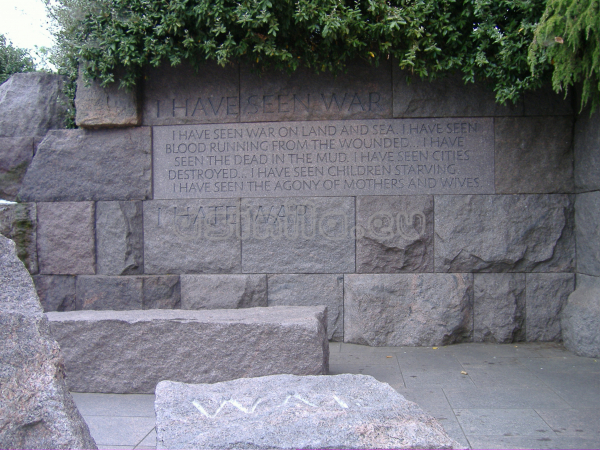 I HAVE SEEN WAR
I HAVE SEEN WAR ON LAND AND SEA. I HAVE SEEN
BLOOD RUNNING FROM THE WOUNDED... I HAVE
SEEN THE DEAD IN THE MUD. I HAVE SEEN CITIES
DESTROYED... I HAVE SEEN CHILDREN STARVING.
I HAVE SEEN THE AGONY OF MOTHERS AND WIVES.
I HATE WAR